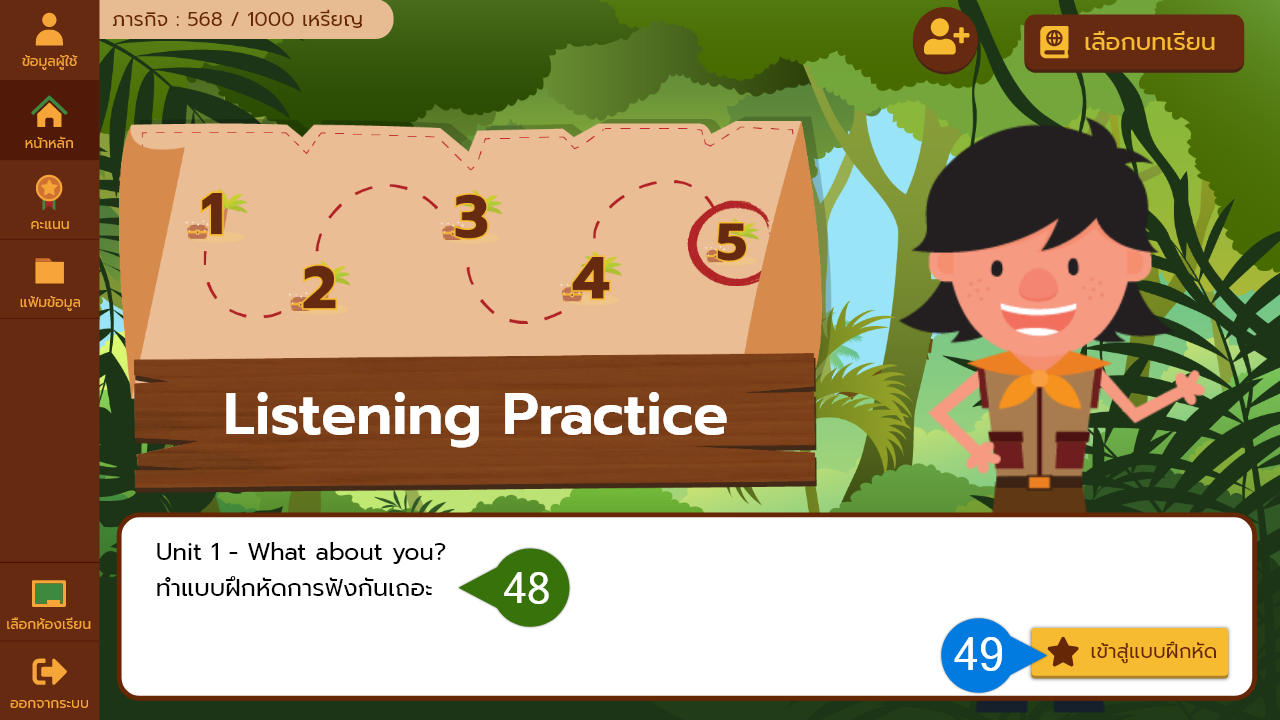 ภารกิจ : 568 / 1000 เหรียญ
เลือกบทเรียน
ข้อมูลผู้ใช้
หน้าหลัก
คะแนน
แฟ้มข้อมูล
เลือกห้องเรียน
ออกจากระบบ
1
2
3
4
5
Listening Practice
Unit 1 - What about you?
ทำแบบฝึกหัดการฟังกันเถอะ
48
49
เข้าสู่แบบฝึกหัด